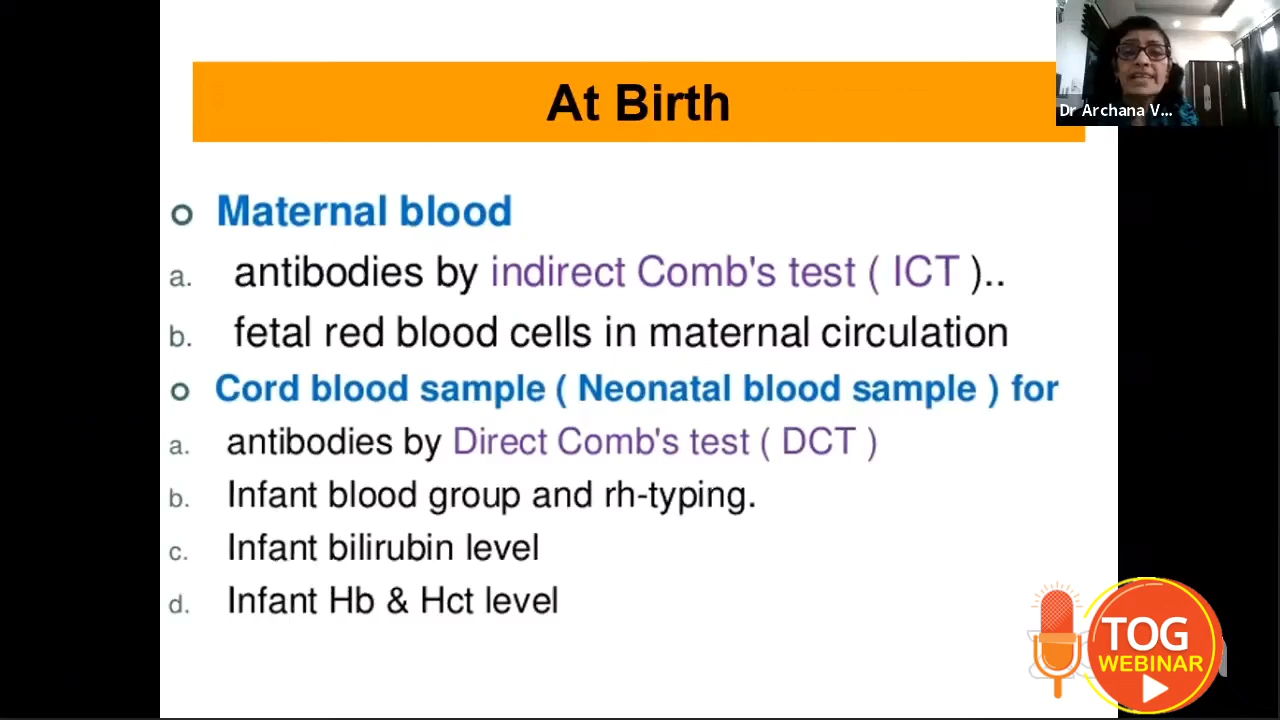 At Birth
Dr Archana V...
o Maternal blood
a. antibodies by indirect Comb's test ( ICT )..
b. fetal red blood cells in maternal circulation
o Cord blood sample ( Neonatal blood sample ) for
a. antibodies by Direct Comb's test ( DCT )
b. Infant blood group and rh-typing.
c. Infant bilirubin level
d. Infant Hb & Hct level
TOG
WEBINAR